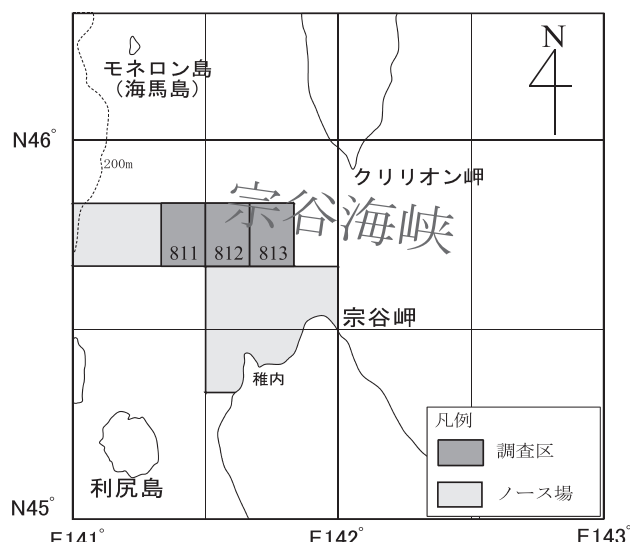 モネロン島
（海馬島）
N
N46°
200m
クリリオン岬
宗谷海峡
811
812
813
宗谷岬
稚内
凡例
調査区
ノース場
利尻島
N45°
E141°
E142°
E143°